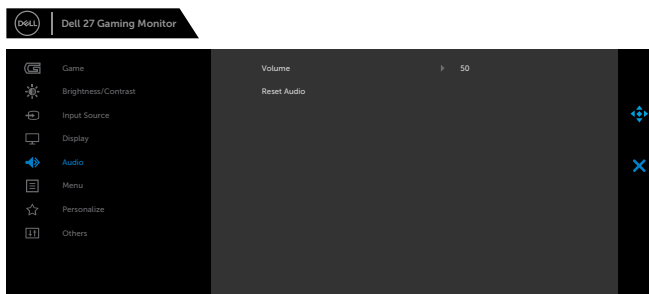 DELL
Dell 27 Gaming Monitor
Game
Volume 50
Brightness/Contrast
Reset Audio
Input Source
Display
Audio
Menu
Personalize
Others